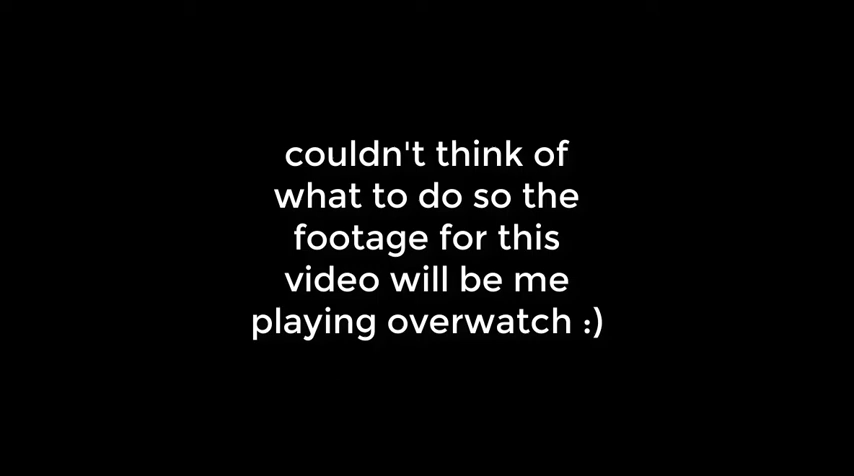 couldn't think of
what to do so the
footage for this
video will be me
playing overwatch :)